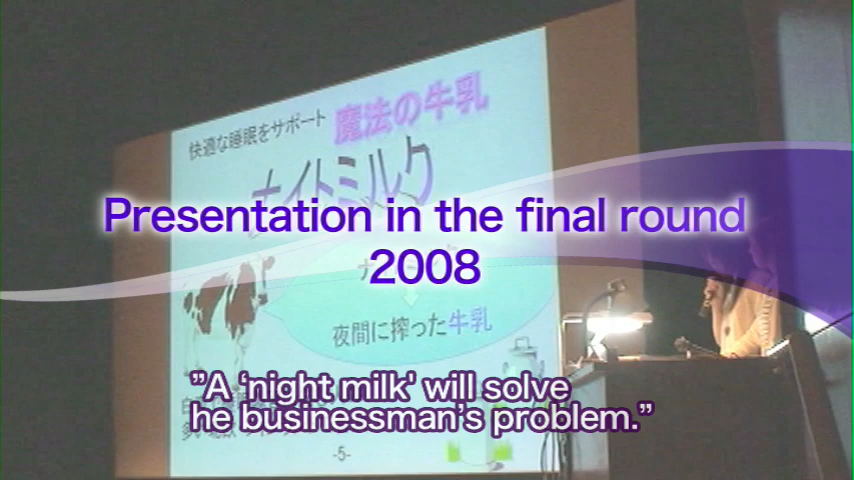 快適な睡眠をサポート 魔法の牛乳
ナイトミルク
Presentation in the final round
2008
夜間に搾った牛乳
"A ‘night milk' will solve
he businessman's problem."
-5-